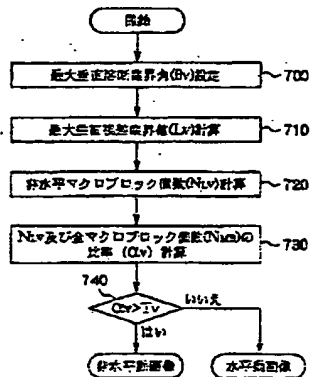 開始
最大垂直移動臨界角(θv)設定
700
最大垂直移動臨界値(Lv)計算
710
非水平マクロブロック個数(NLV)計算
720
NLV及び全マクロブロック個数(NMB)の
比率(αv)計算
730
740
いいえ
はい
非水平動画像
水平動画像